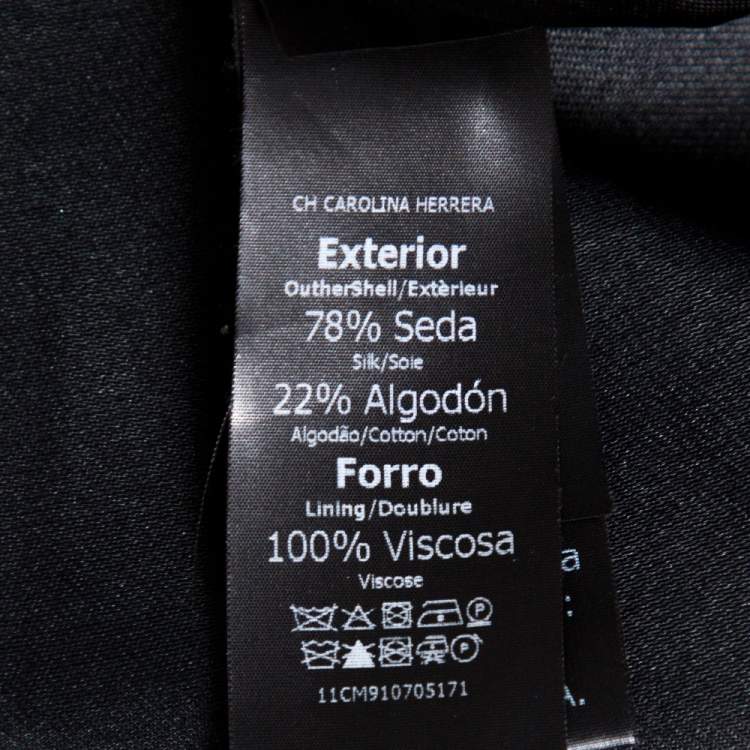 CH CAROLINA HERRERA
Exterior
OutherShell/Extèrieur
78% Seda
Silk/Soie
22% Algodón
Algodão/Cotton/Coton
Forro
Lining/Doublure
100% Viscosa
Viscose
11CM910705171